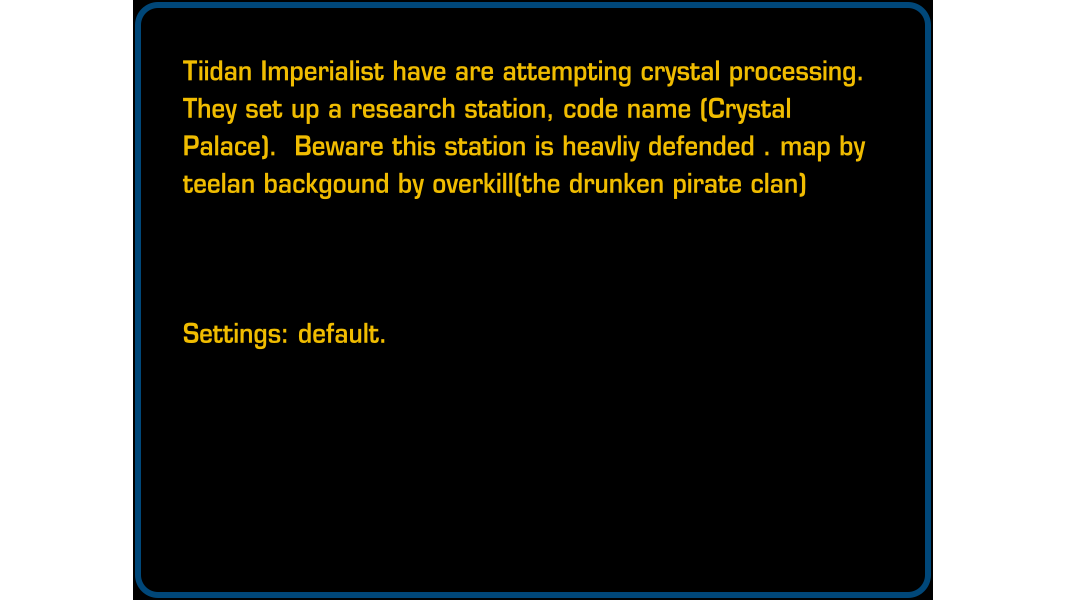 Tiidan Imperialist have are attempting crystal processing.
They set up a research station, code name (Crystal
Palace).  Beware this station is heavliy defended . map by
teelan backgound by overkill(the drunken pirate clan)
Settings: default.